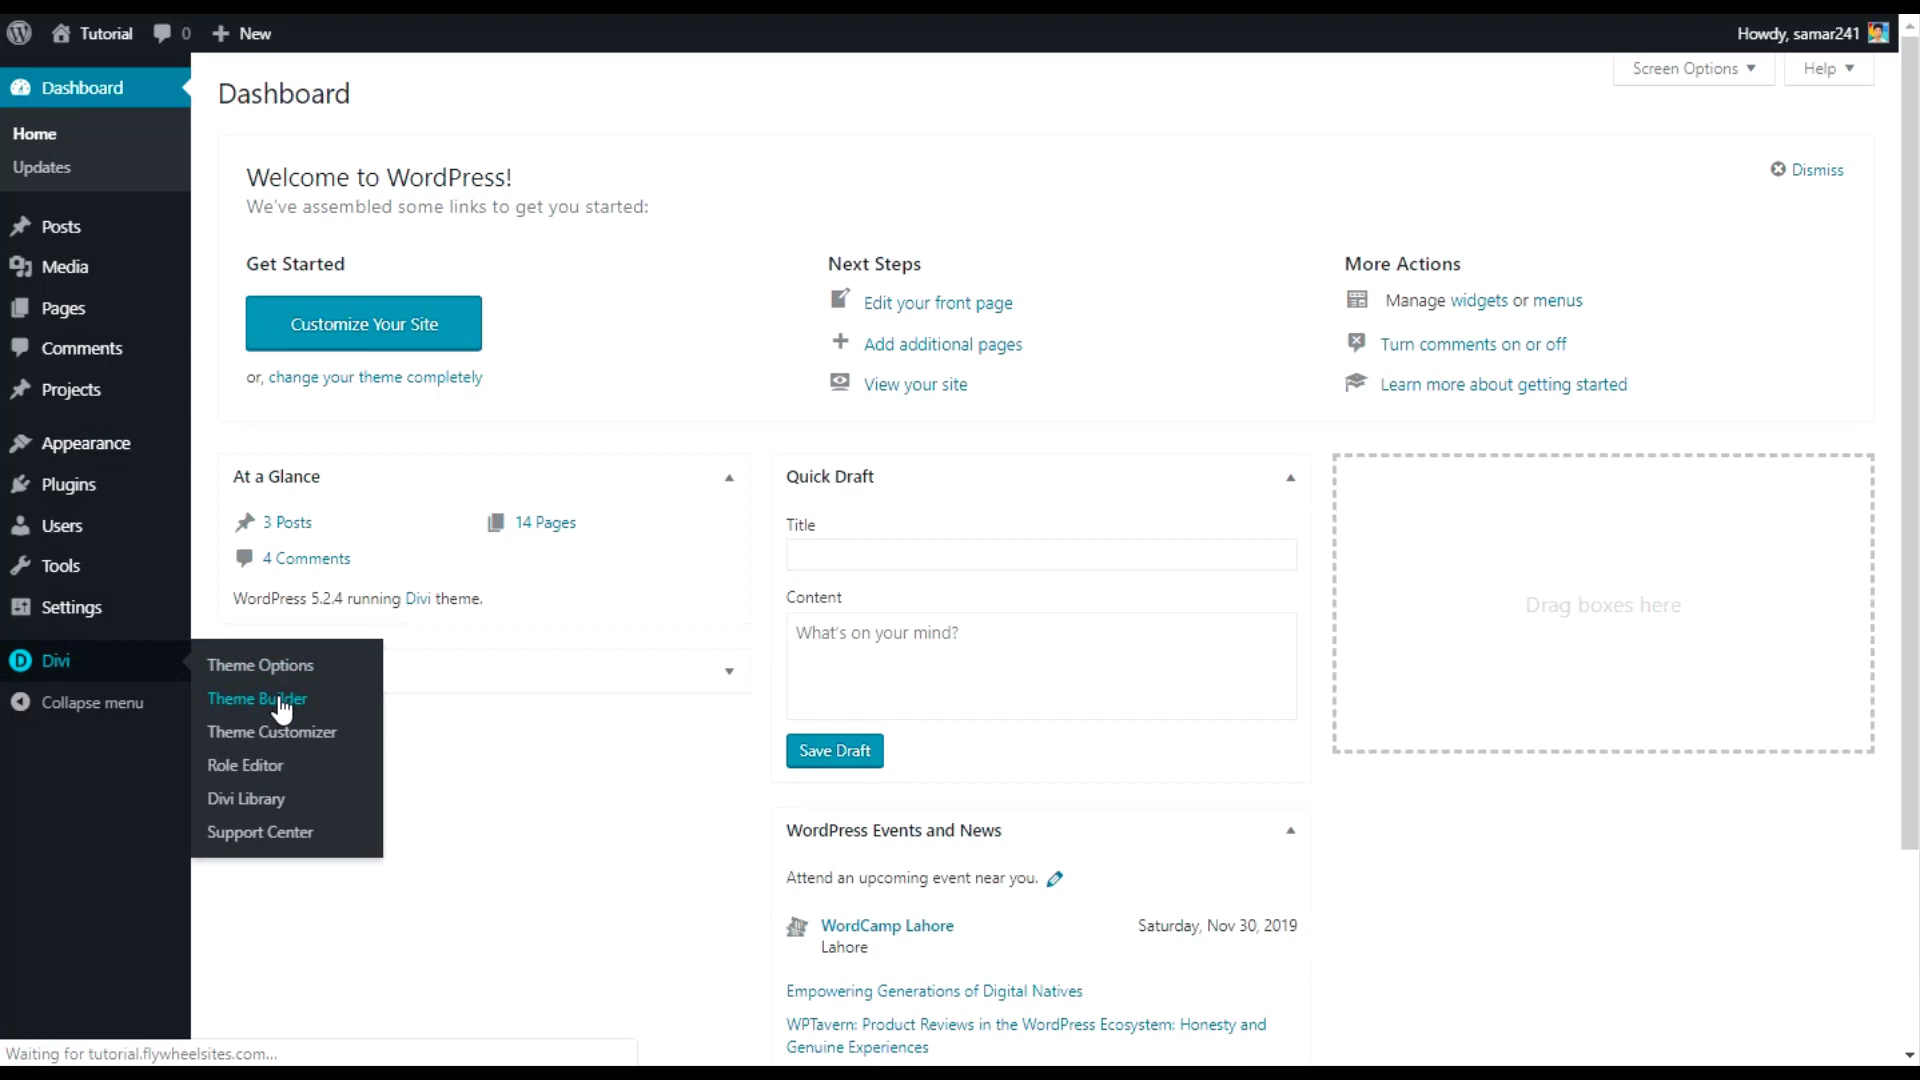 Tutorial
0
New
Howdy, samar241
Dashboard
Home
Updates
Posts
Media
Pages
Comments
Projects
Appearance
Plugins
Users
Tools
Settings
Divi
Collapse menu
Theme Options
Theme Builder
Theme Customizer
Role Editor
Divi Library
Support Center
Screen Options
Help
Dashboard
Welcome to WordPress!
Dismiss
We've assembled some links to get you started:
Get Started
Customize Your Site
or, change your theme completely
Next Steps
Edit your front page
Add additional pages
View your site
More Actions
Manage widgets or menus
Turn comments on or off
Learn more about getting started
At a Glance
3 Posts
14 Pages
4 Comments
WordPress 5.2.4 running Divi theme.
Quick Draft
Title
Content
What's on your mind?
Save Draft
WordPress Events and News
Attend an upcoming event near you.
WordCamp Lahore
Saturday, Nov 30, 2019
Lahore
Empowering Generations of Digital Natives
WPTavern: Product Reviews in the WordPress Ecosystem: Honesty and
Genuine Experiences
Drag boxes here
Waiting for tutorial.flywheelsites.com...